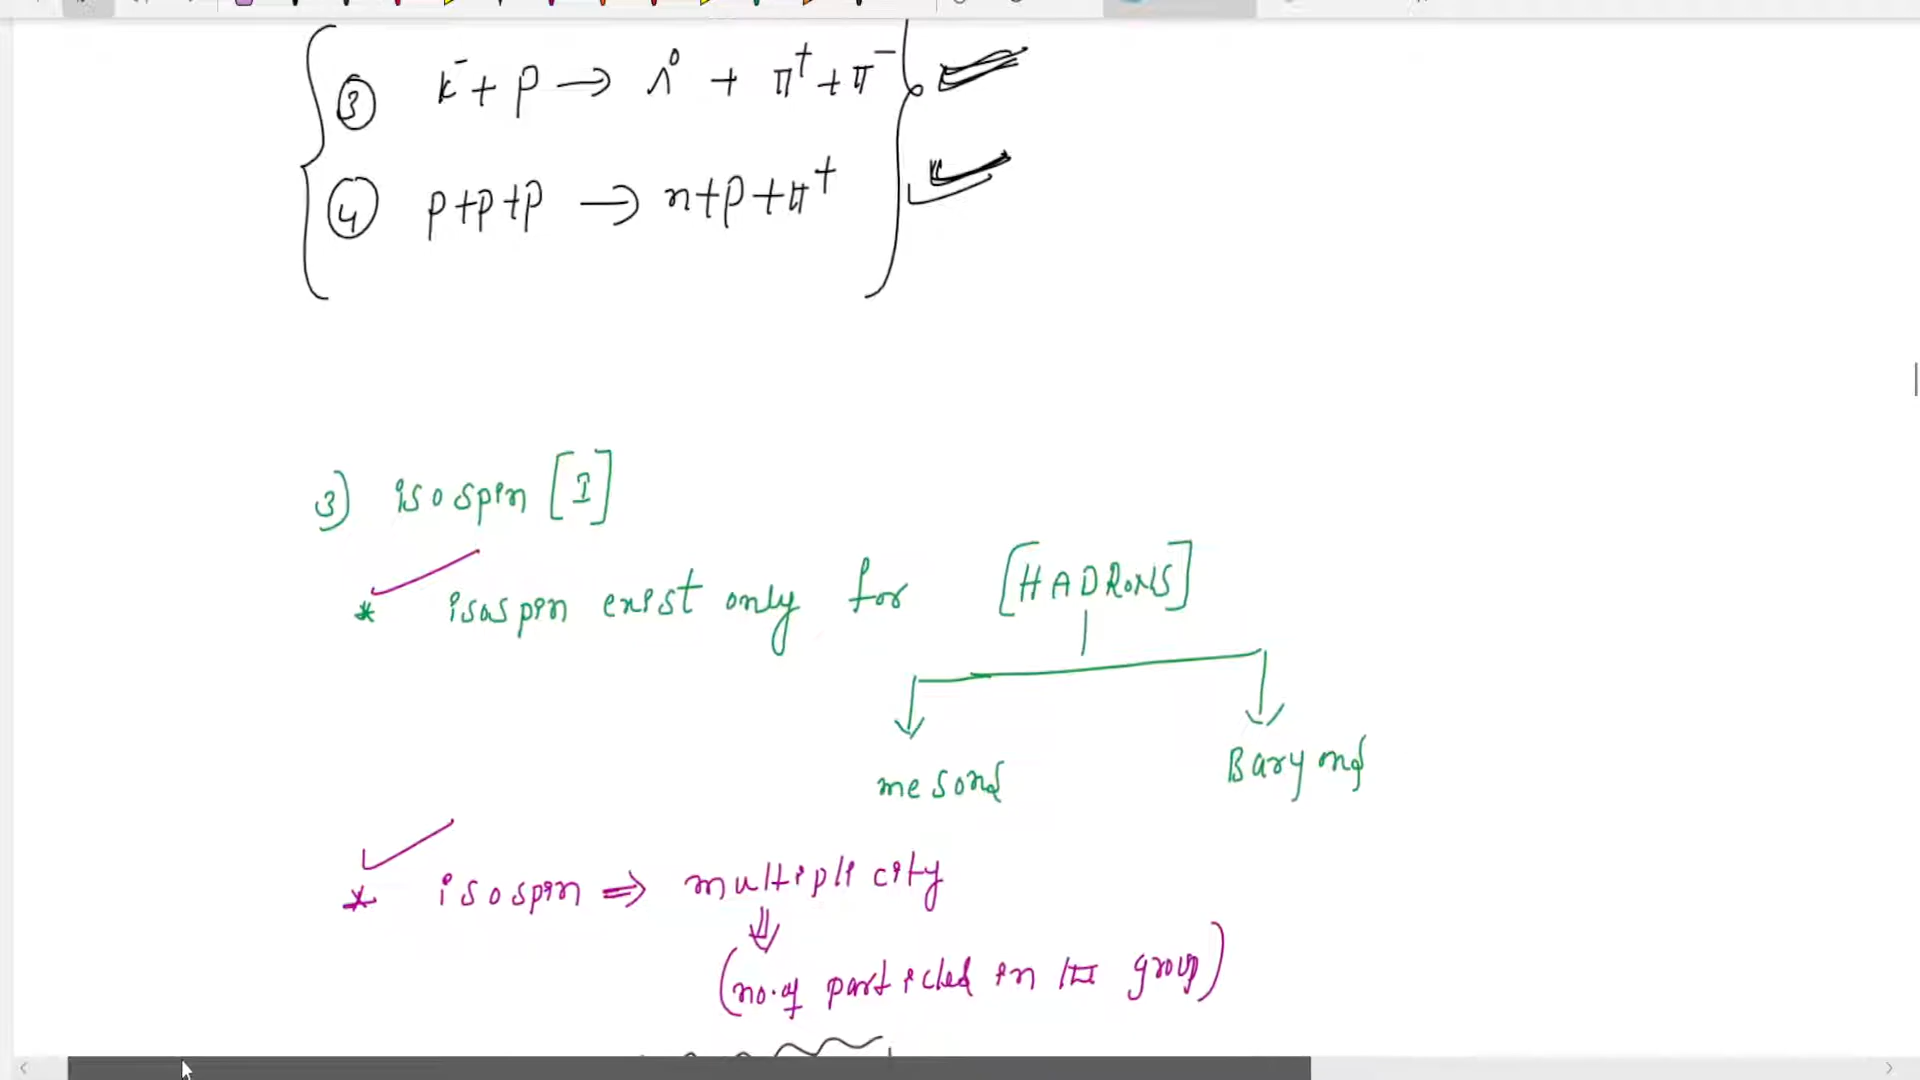 ③ K⁻ + p → Λ⁰ + π⁺ + π⁻
④ p+p+p → n+p+π⁺
3) isospin [I]
* isospin exist only for [HADRONS]
mesons Baryons
* isospin ⇒ multiplicity
⇓
(no. of particles in the group)